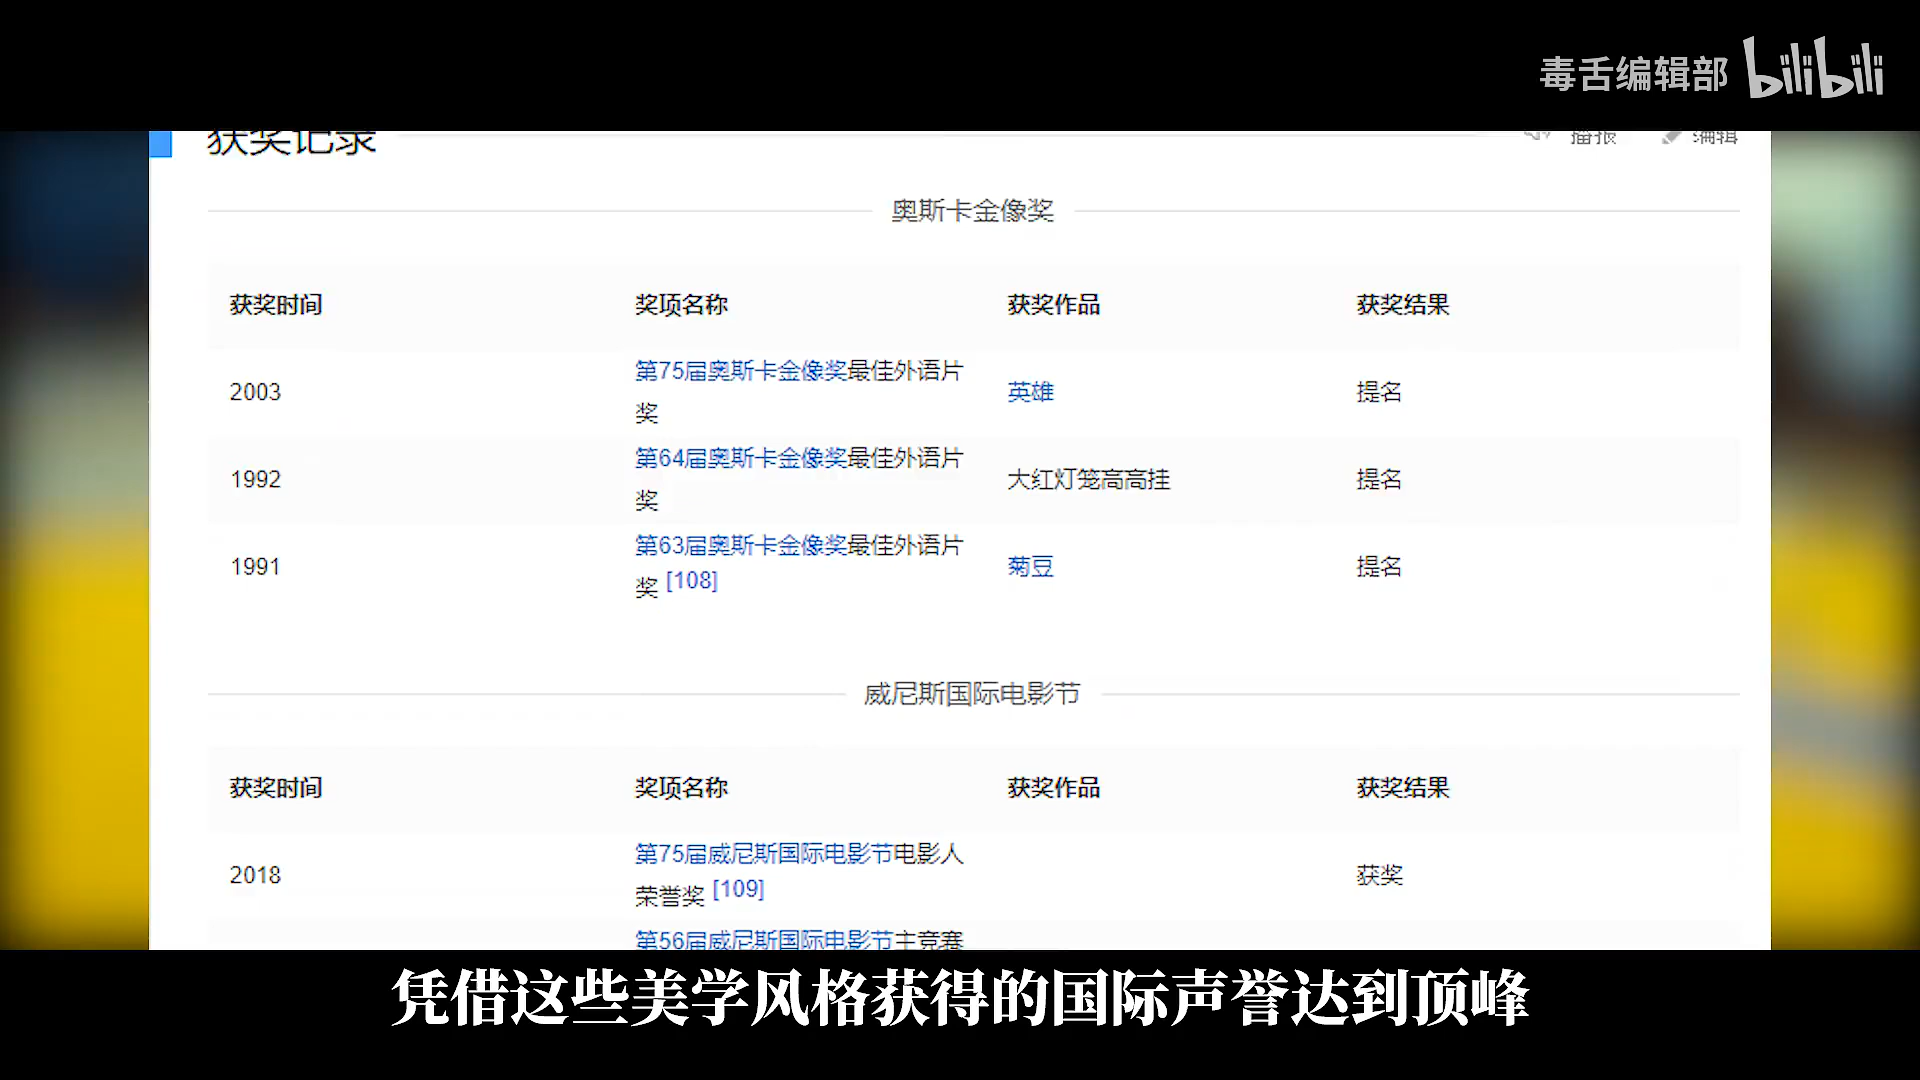 毒舌编辑部 bilibili
获奖记录 播报 编辑
奥斯卡金像奖
获奖时间 奖项名称 获奖作品 获奖结果
2003 第75届奥斯卡金像奖最佳外语片奖 英雄 提名
1992 第64届奥斯卡金像奖最佳外语片奖 大红灯笼高高挂 提名
1991 第63届奥斯卡金像奖最佳外语片奖 [108] 菊豆 提名
威尼斯国际电影节
获奖时间 奖项名称 获奖作品 获奖结果
2018 第75届威尼斯国际电影节电影人荣誉奖 [109] 获奖
第56届威尼斯国际电影节主竞赛
凭借这些美学风格获得的国际声誉达到顶峰